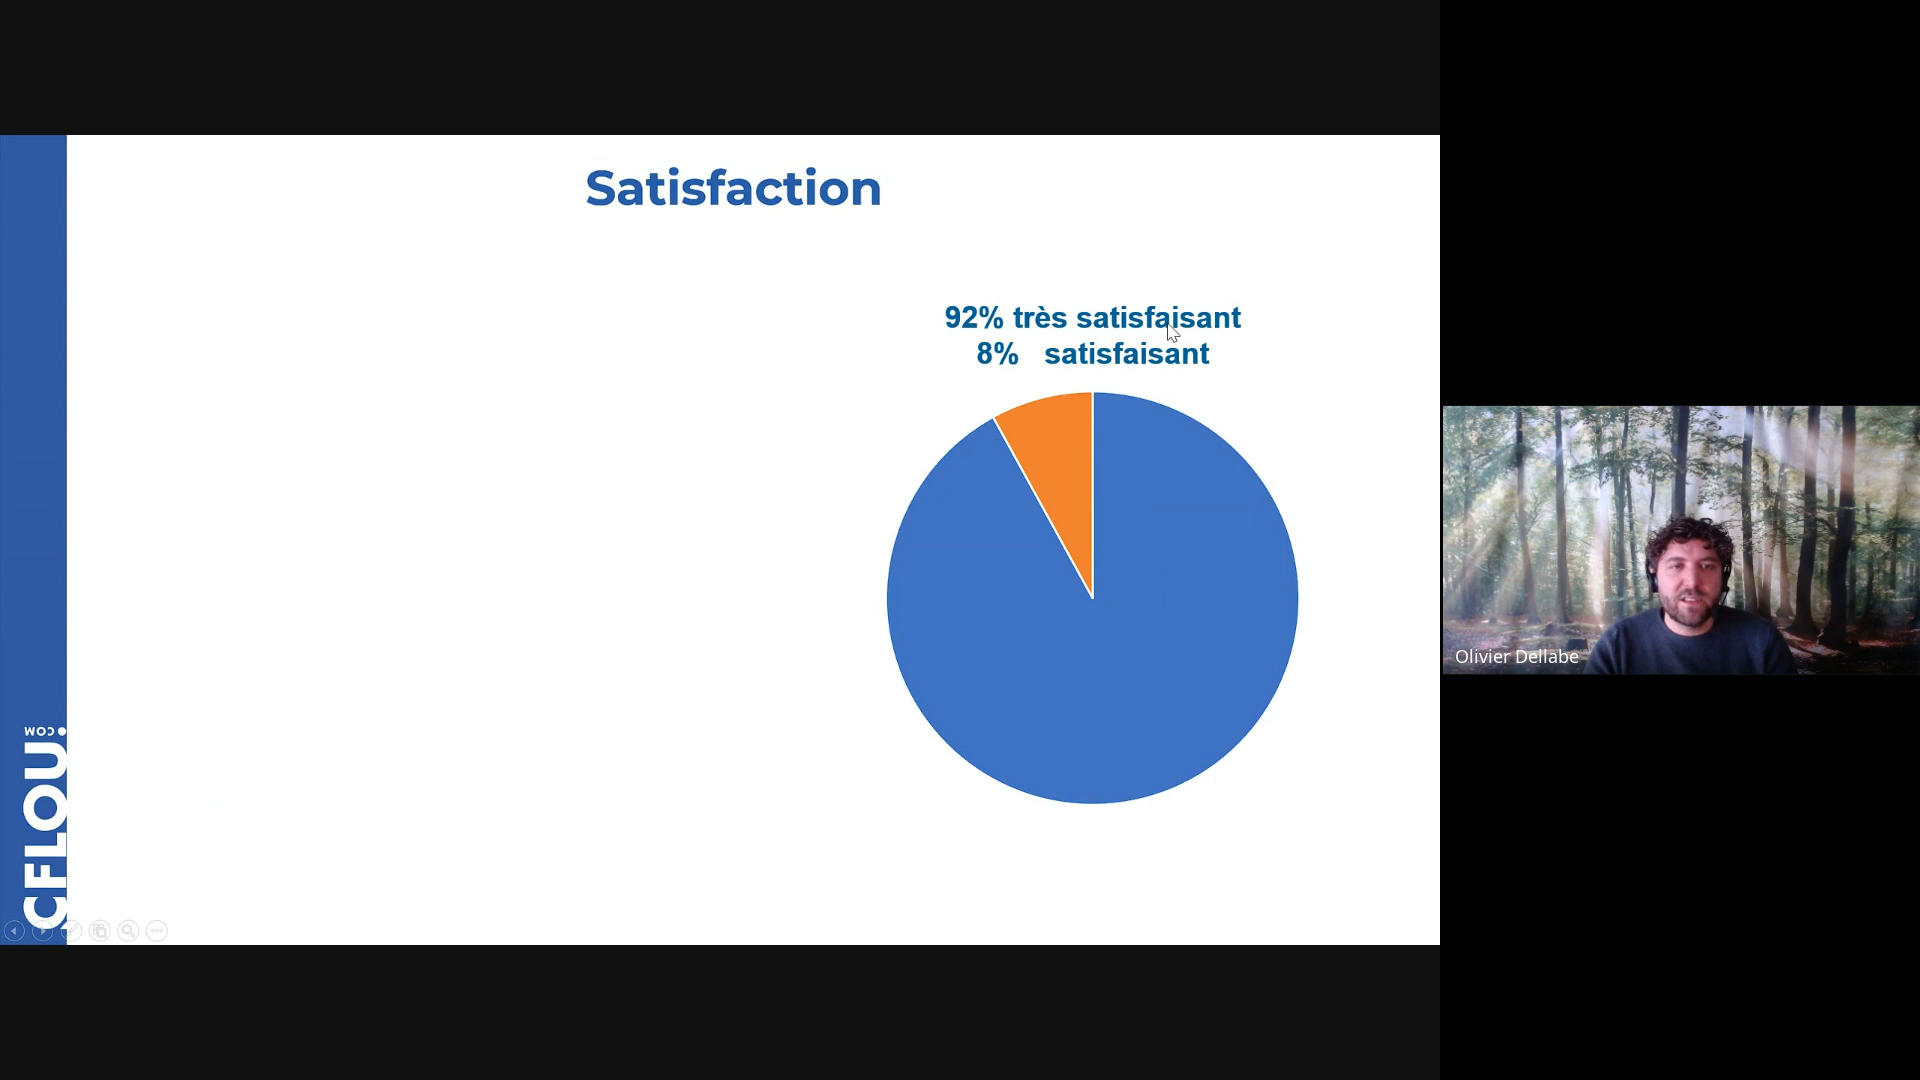 Satisfaction
92% très satisfaisant
8% satisfaisant
CFLOU
.COM
Olivier Dellabe